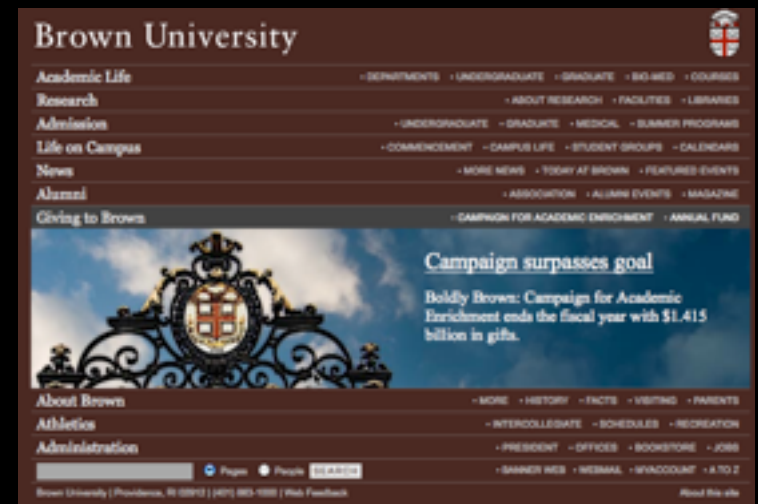 Brown University
Academic Life · DEPARTMENTS · UNDERGRADUATE · GRADUATE · BIO-MED · COURSES
Research · ABOUT RESEARCH · FACILITIES · LIBRARIES
Admission · UNDERGRADUATE · GRADUATE · MEDICAL · SUMMER PROGRAMS
Life on Campus · COMMENCEMENT · CAMPUS LIFE · STUDENT GROUPS · CALENDARS
News · MORE NEWS · TODAY AT BROWN · FEATURED EVENTS
Alumni · ASSOCIATION · ALUMNI EVENTS · MAGAZINE
Giving to Brown · CAMPAIGN FOR ACADEMIC ENRICHMENT · ANNUAL FUND
Campaign surpasses goal
Boldly Brown: Campaign for Academic
Enrichment ends the fiscal year with $1.415
billion in gifts.
About Brown · MORE · HISTORY · FACTS · VISITING · PARENTS
Athletics · INTERCOLLEGIATE · SCHEDULES · RECREATION
Administration · PRESIDENT · OFFICES · BOOKSTORE · JOBS
Pages People SEARCH · BANNER WEB · WEBMAIL · MYACCOUNT · A TO Z
Brown University | Providence, RI 02912 | (401) 863-1000 | Web Feedback About this site